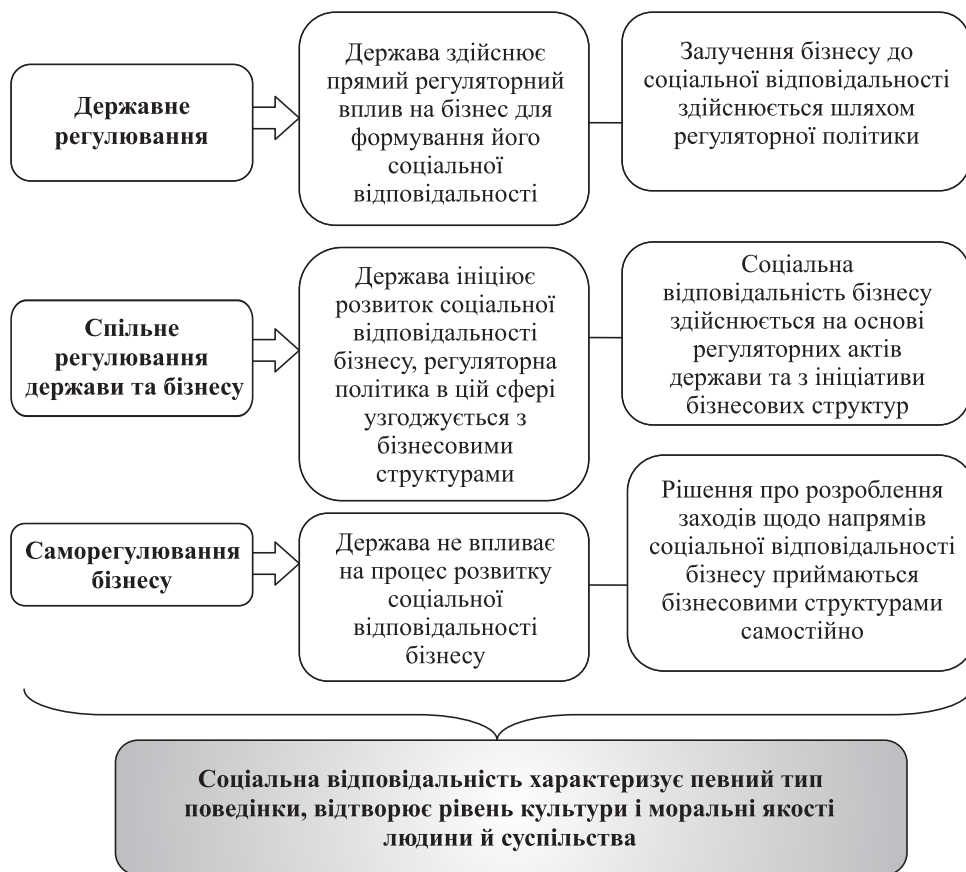 Державне
регулювання
Держава здійснює
прямий регуляторний
вплив на бізнес для
формування його
соціальної
відповідальності
Залучення бізнесу до
соціальної відповідальності
здійснюється шляхом
регуляторної політики
Спільне
регулювання
держави та бізнесу
Держава ініціює
розвиток соціальної
відповідальності
бізнесу, регуляторна
політика в цій сфері
узгоджується з
бізнесовими
структурами
Соціальна
відповідальність бізнесу
здійснюється на основі
регуляторних актів
держави та з ініціативи
бізнесових структур
Саморегулювання
бізнесу
Держава не впливає
на процес розвитку
соціальної
відповідальності
бізнесу
Рішення про розроблення
заходів щодо напрямів
соціальної відповідальності
бізнесу приймаються
бізнесовими структурами
самостійно
Соціальна відповідальність характеризує певний тип
поведінки, відтворює рівень культури і моральні якості
людини й суспільства